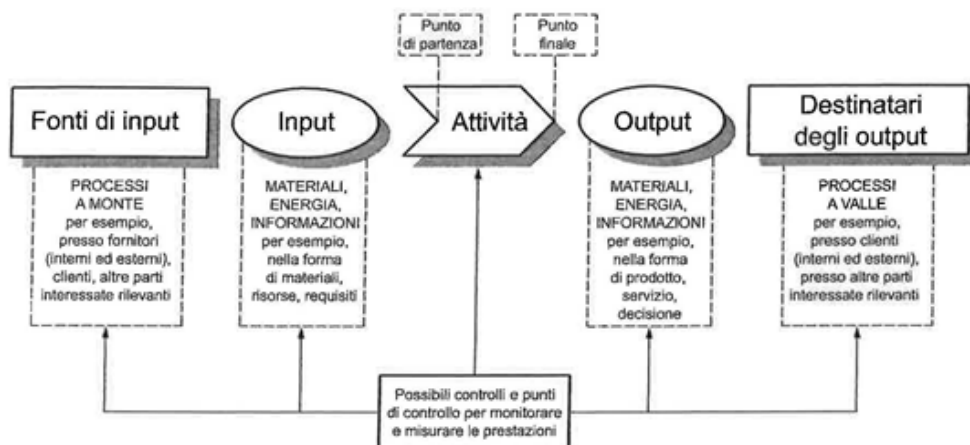 Punto
di partenza
Punto
finale
Fonti di input
Input
Attività
Output
Destinatari
degli output
PROCESSI
A MONTE
per esempio,
presso fornitori
(interni ed esterni),
clienti, altre parti
interessate rilevanti
MATERIALI,
ENERGIA,
INFORMAZIONI
per esempio,
nella forma
di materiali,
risorse, requisiti
MATERIALI,
ENERGIA,
INFORMAZIONI
per esempio,
nella forma
di prodotto,
servizio,
decisione
PROCESSI
A VALLE
per esempio,
presso clienti
(interni ed esterni),
presso altre parti
interessate rilevanti
Possibili controlli e punti
di controllo per monitorare
e misurare le prestazioni